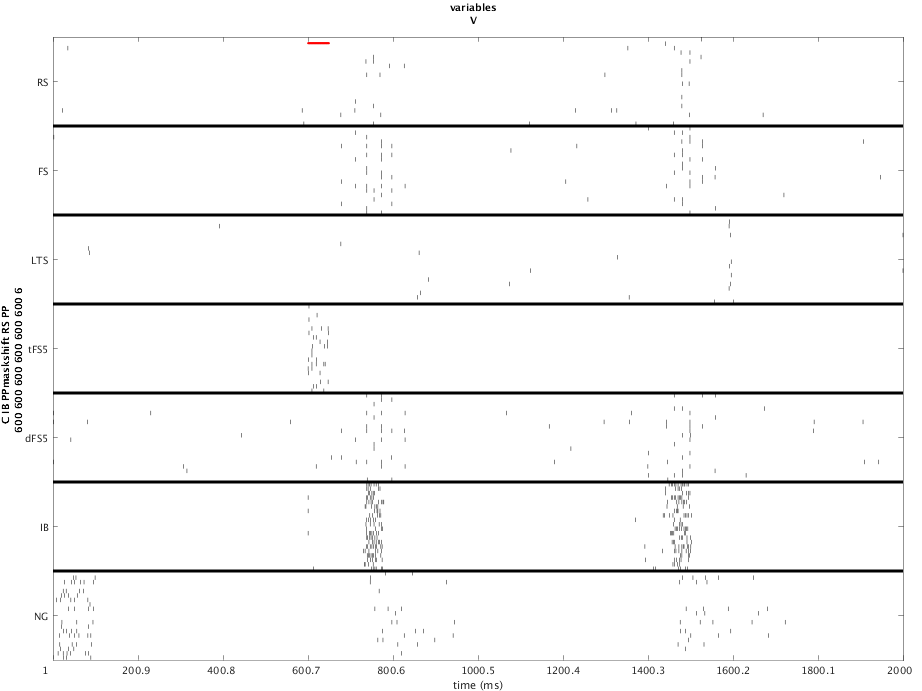 variables
V
C IB PPmaskshift RS PP
600 600 600 600 600 600 600 6
RS
FS
LTS
tFS5
dFS5
IB
NG
1 200.9 400.8 600.7 800.6 1000.5 1200.4 1400.3 1600.2 1800.1 2000
time (ms)